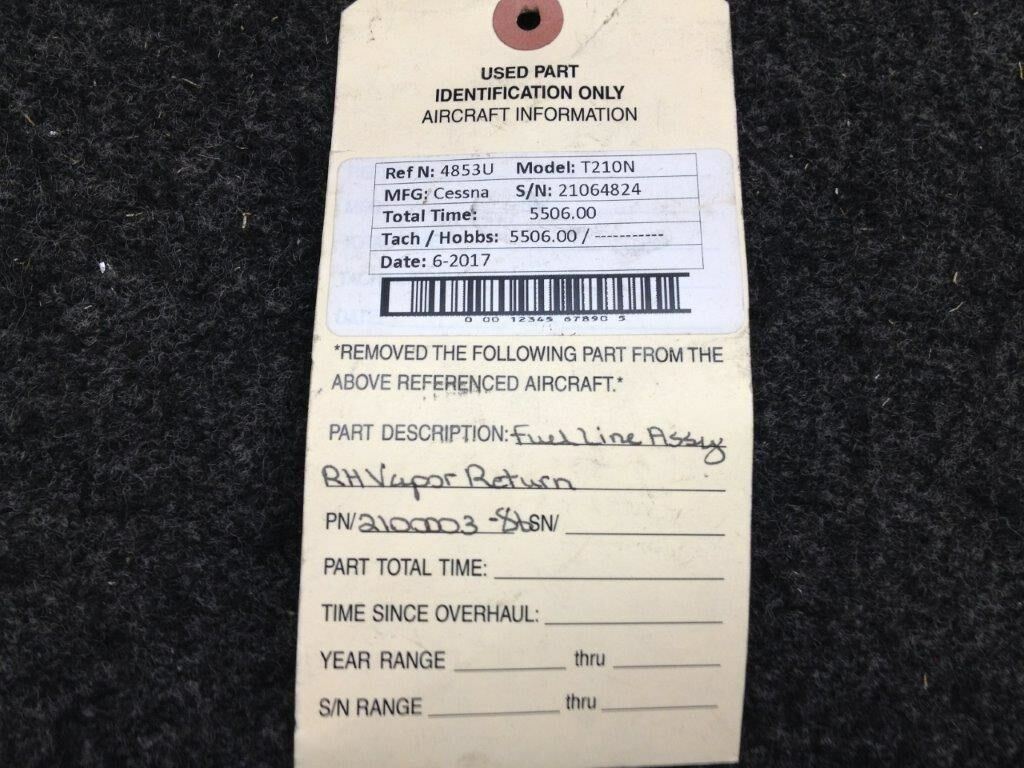 USED PART
IDENTIFICATION ONLY
AIRCRAFT INFORMATION
Ref N: 4853U Model: T210N
MFG: Cessna S/N: 21064824
Total Time: 5506.00
Tach / Hobbs: 5506.00 / -----------
Date: 6-2017
0 00 12345 67890 5
*REMOVED THE FOLLOWING PART FROM THE
ABOVE REFERENCED AIRCRAFT.*
PART DESCRIPTION: Fuel Line Assy
RH Vapor Return
PN/ 2100003-86 SN/
PART TOTAL TIME:
TIME SINCE OVERHAUL:
YEAR RANGE thru
S/N RANGE thru